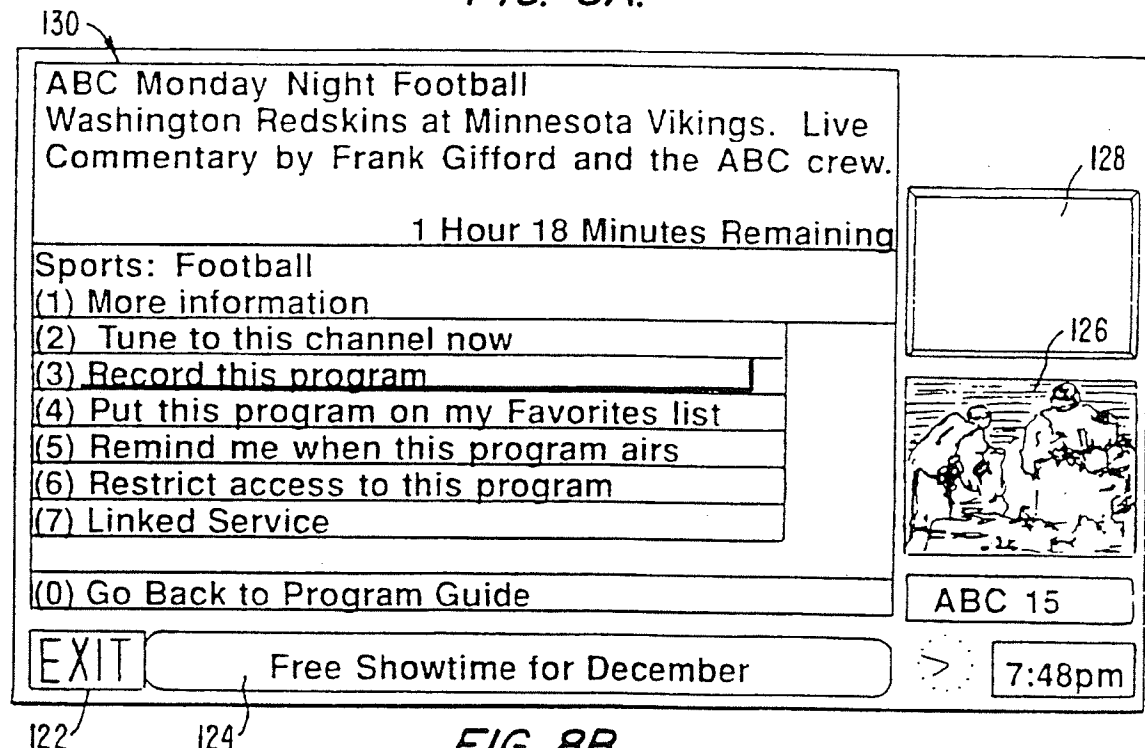 FIG. 8A.
130
ABC Monday Night Football
Washington Redskins at Minnesota Vikings. Live
Commentary by Frank Gifford and the ABC crew.
1 Hour 18 Minutes Remaining
Sports: Football
(1) More information
(2) Tune to this channel now
(3) Record this program
(4) Put this program on my Favorites list
(5) Remind me when this program airs
(6) Restrict access to this program
(7) Linked Service
(0) Go Back to Program Guide
128
126
ABC 15
EXIT
Free Showtime for December
7:48pm
122
124
FIG. 8B.